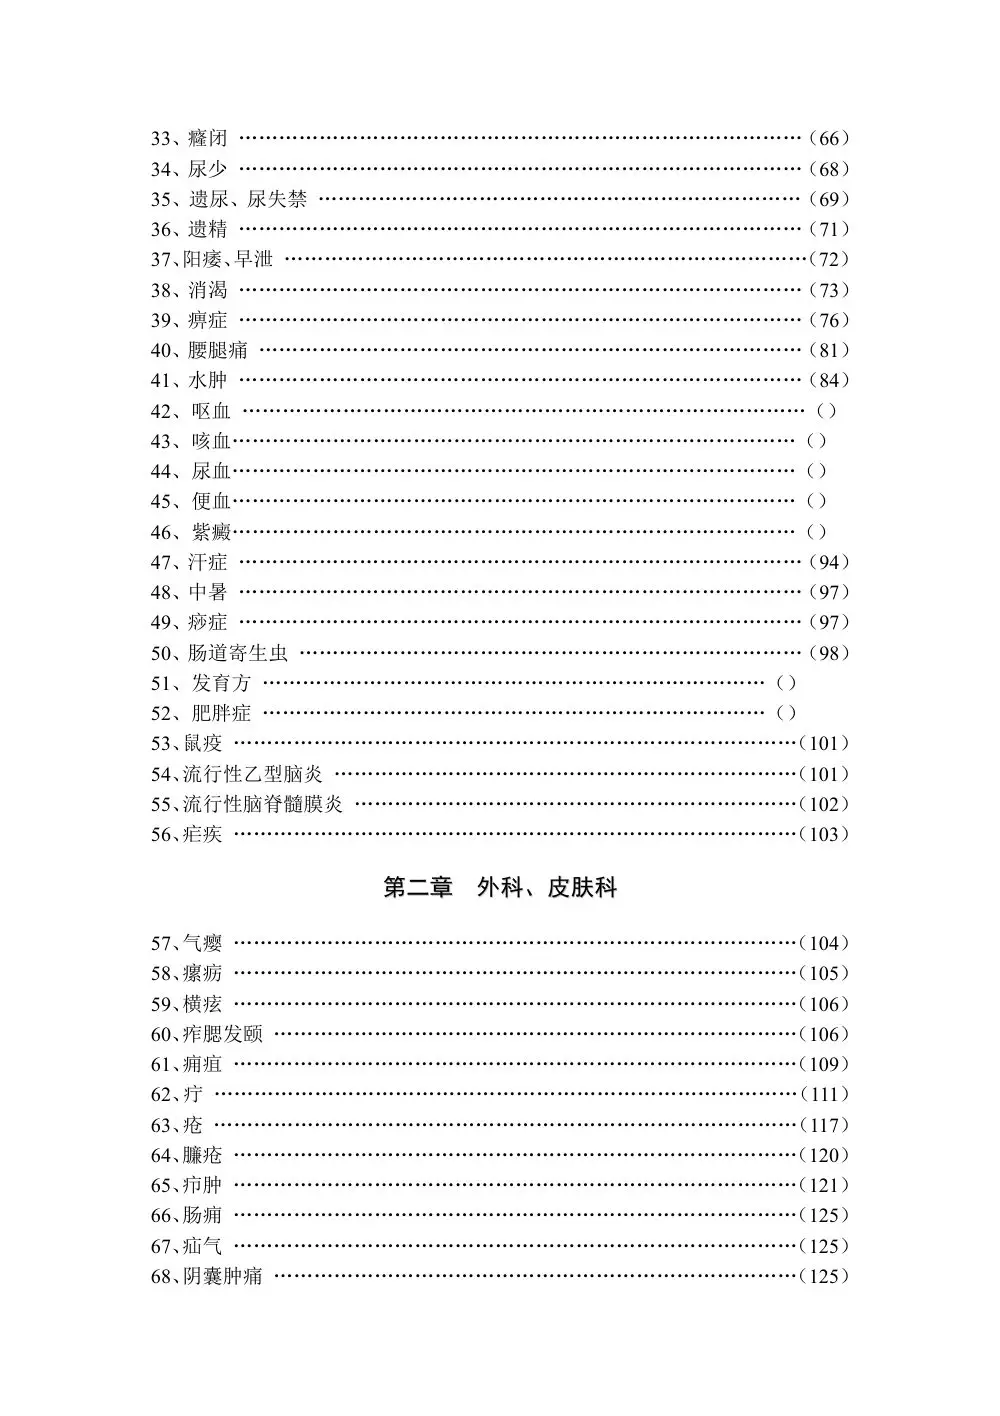 33、癃闭 ………………………………………………………………………(66)
34、尿少 ………………………………………………………………………(68)
35、遗尿、尿失禁 ……………………………………………………………(69)
36、遗精 ………………………………………………………………………(71)
37、阳痿、早泄 …………………………………………………………………(72)
38、消渴 ………………………………………………………………………(73)
39、痹症 ………………………………………………………………………(76)
40、腰腿痛 ……………………………………………………………………(81)
41、水肿 ………………………………………………………………………(84)
42、呕血 ……………………………………………………………………… ()
43、咳血……………………………………………………………………… ()
44、尿血……………………………………………………………………… ()
45、便血……………………………………………………………………… ()
46、紫癜……………………………………………………………………… ()
47、汗症 ………………………………………………………………………(94)
48、中暑 ………………………………………………………………………(97)
49、痧症 ………………………………………………………………………(97)
50、肠道寄生虫 ………………………………………………………………(98)
51、发育方 ……………………………………………………………… ()
52、肥胖症 ……………………………………………………………… ()
53、鼠疫 ………………………………………………………………………(101)
54、流行性乙型脑炎 …………………………………………………………(101)
55、流行性脑脊髓膜炎 ………………………………………………………(102)
56、疟疾 ………………………………………………………………………(103)
第二章 外科、皮肤科
57、气瘿 ………………………………………………………………………(104)
58、瘰疬 ………………………………………………………………………(105)
59、横痃 ………………………………………………………………………(106)
60、痄腮发颐 …………………………………………………………………(106)
61、痈疽 ………………………………………………………………………(109)
62、疔 …………………………………………………………………………(111)
63、疮 …………………………………………………………………………(117)
64、臁疮 ………………………………………………………………………(120)
65、疖肿 ………………………………………………………………………(121)
66、肠痈 ………………………………………………………………………(125)
67、疝气 ………………………………………………………………………(125)
68、阴囊肿痛 …………………………………………………………………(125)